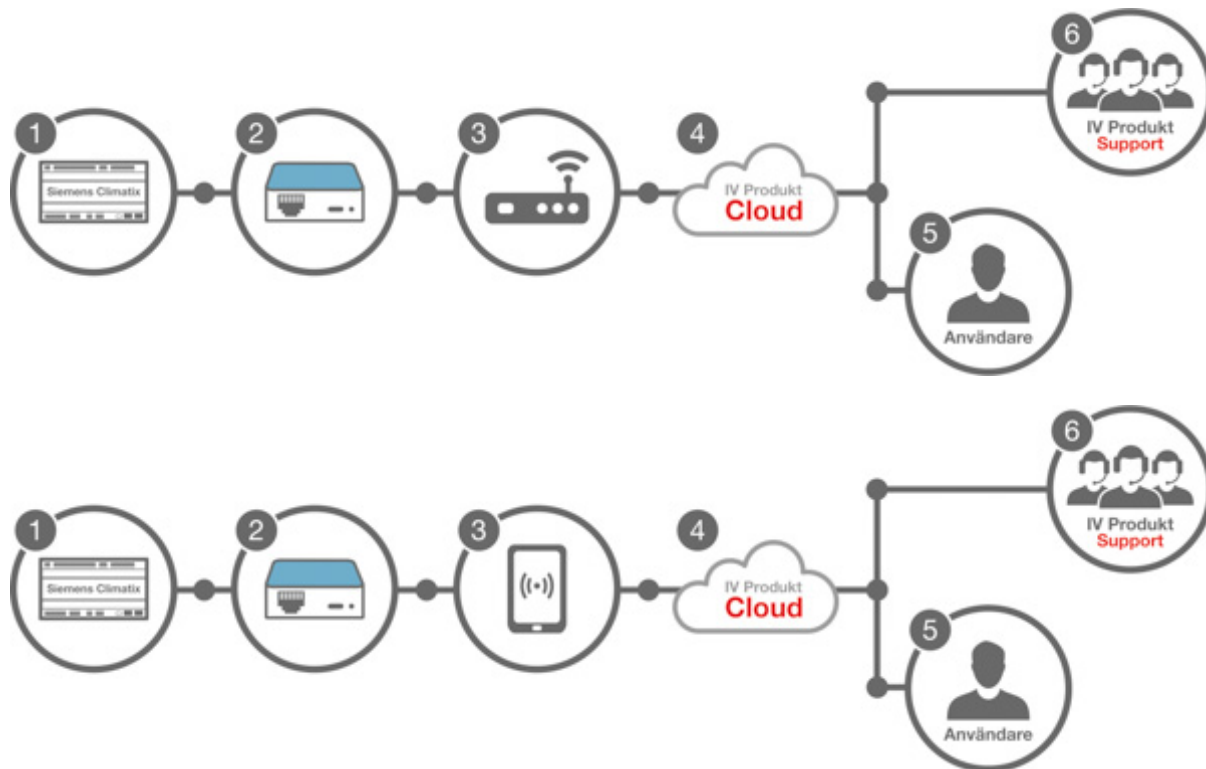 6
1
2
3
4
Siemens Climatix
IV Produkt
Cloud
IV Produkt
Support
5
Användare
6
1
2
3
4
Siemens Climatix
IV Produkt
Cloud
IV Produkt
Support
5
Användare